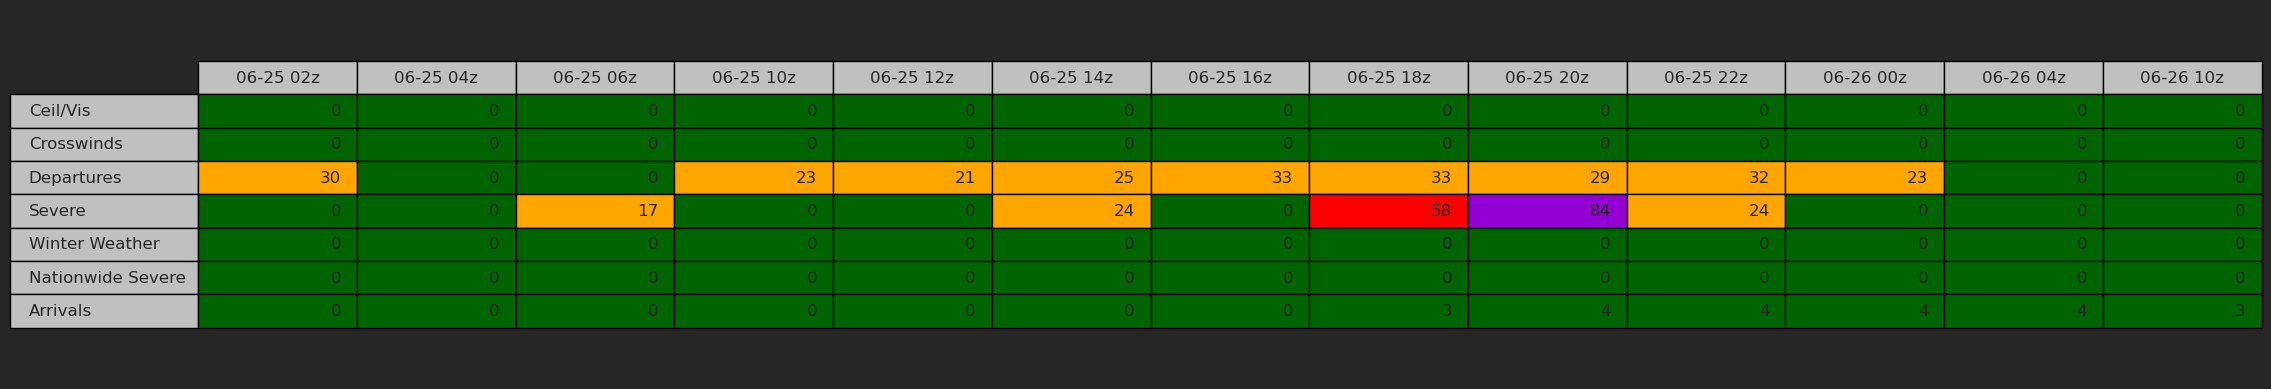 06-25 02z 06-25 04z 06-25 06z 06-25 10z 06-25 12z 06-25 14z 06-25 16z 06-25 18z 06-25 20z 06-25 22z 06-26 00z 06-26 04z 06-26 10z
Ceil/Vis 0 0 0 0 0 0 0 0 0 0 0 0 0
Crosswinds 0 0 0 0 0 0 0 0 0 0 0 0 0
Departures 30 0 0 23 21 25 33 33 29 32 23 0 0
Severe 0 0 17 0 0 24 0 58 84 24 0 0 0
Winter Weather 0 0 0 0 0 0 0 0 0 0 0 0 0
Nationwide Severe 0 0 0 0 0 0 0 0 0 0 0 0 0
Arrivals 0 0 0 0 0 0 0 3 4 4 4 4 3